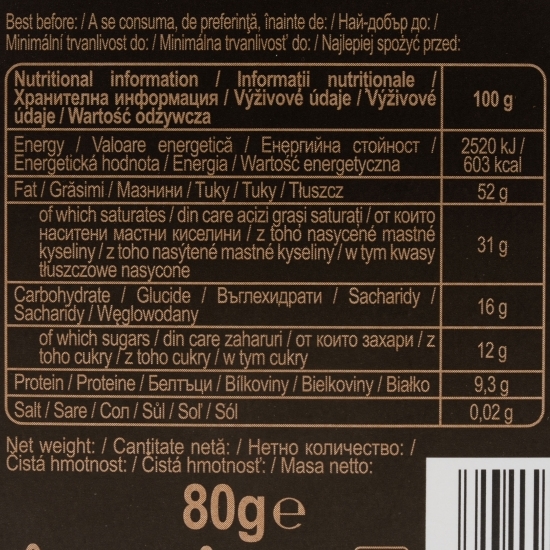 Best before: / A se consuma, de preferinţă, înainte de: / Най-добър до: /
Minimální trvanlivost do: / Minimálna trvanlivosť do: / Najlepiej spożyć przed:
Nutritional information / Informaţii nutriţionale /
Хранителна информация / Výživové údaje / Výživové
údaje / Wartość odżywcza
100 g
Energy / Valoare energetică / Енергийна стойност /
Energetická hodnota / Energia / Wartość energetyczna
2520 kJ /
603 kcal
Fat / Grăsimi / Мазнини / Tuky / Tuky / Tłuszcz
52 g
of which saturates / din care acizi graşi saturaţi / от които
наситени мастни киселини / z toho nasycené mastné
kyseliny / z toho nasýtené mastné kyseliny / w tym kwasy
tłuszczowe nasycone
31 g
Carbohydrate / Glucide / Въглехидрати / Sacharidy /
Sacharidy / Węglowodany
16 g
of which sugars / din care zaharuri / от които захари / z
toho cukry / z toho cukry / w tym cukry
12 g
Protein / Proteine / Белтъци / Bílkoviny / Bielkoviny / Białko
9,3 g
Salt / Sare / Сол / Sůl / Soľ / Sól
0,02 g
Net weight: / Cantitate netă: / Нетно количество: /
Čistá hmotnost: / Čistá hmotnosť: / Masa netto:
80g e